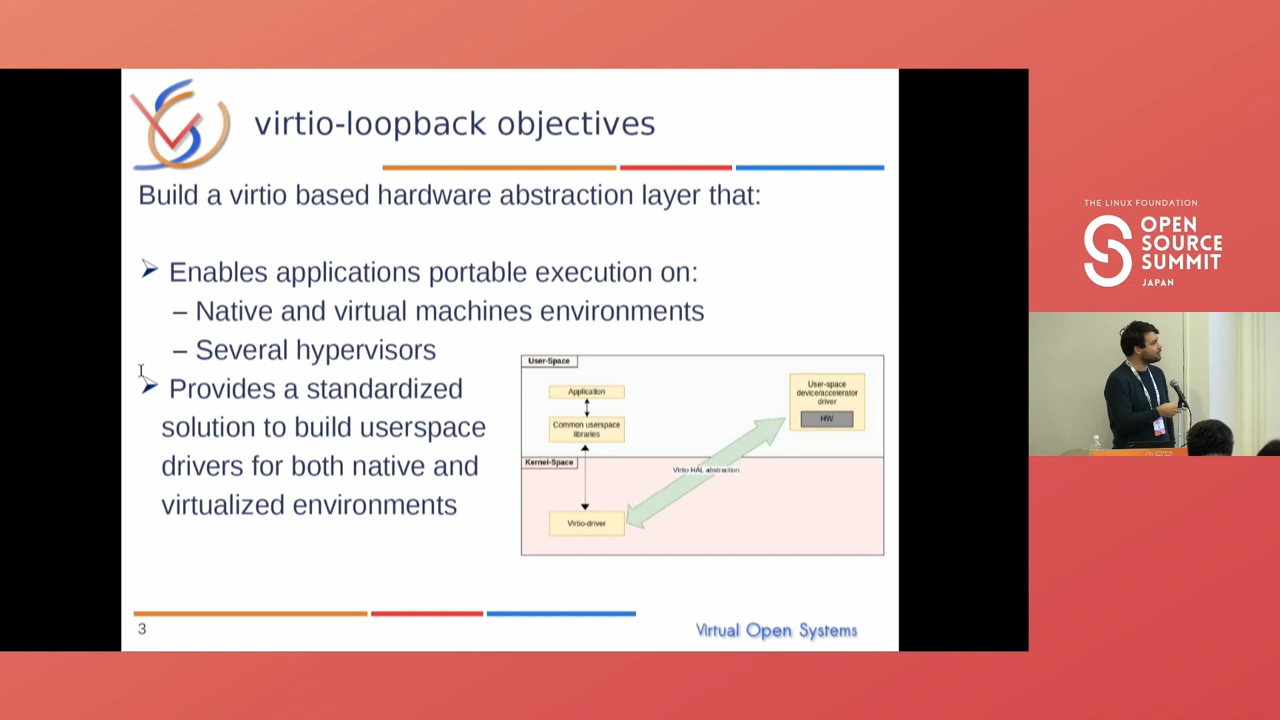 virtio-loopback objectives
Build a virtio based hardware abstraction layer that:
Enables applications portable execution on:
– Native and virtual machines environments
– Several hypervisors
Provides a standardized
solution to build userspace
drivers for both native and
virtualized environments
User-Space
Application
Common userspace
libraries
User-space
device/accelerator
driver
HW
Kernel-Space
Virtio HAL abstraction
Virtio-driver
3
Virtual Open Systems
THE LINUX FOUNDATION
OPEN
SOURCE
SUMMIT
JAPAN